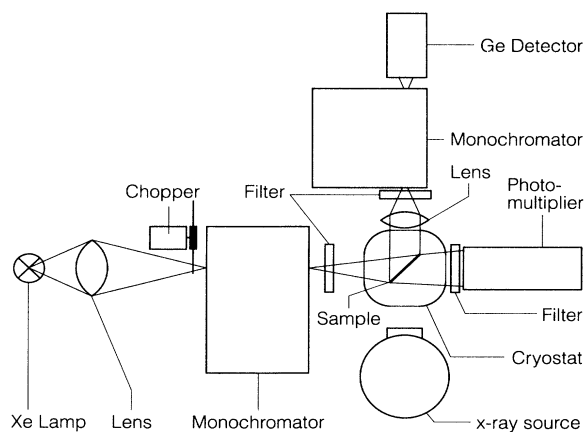 Ge Detector
Monochromator
Lens
Photo-
multiplier
Chopper
Filter
Sample
Filter
Cryostat
Xe Lamp
Lens
Monochromator
x-ray source